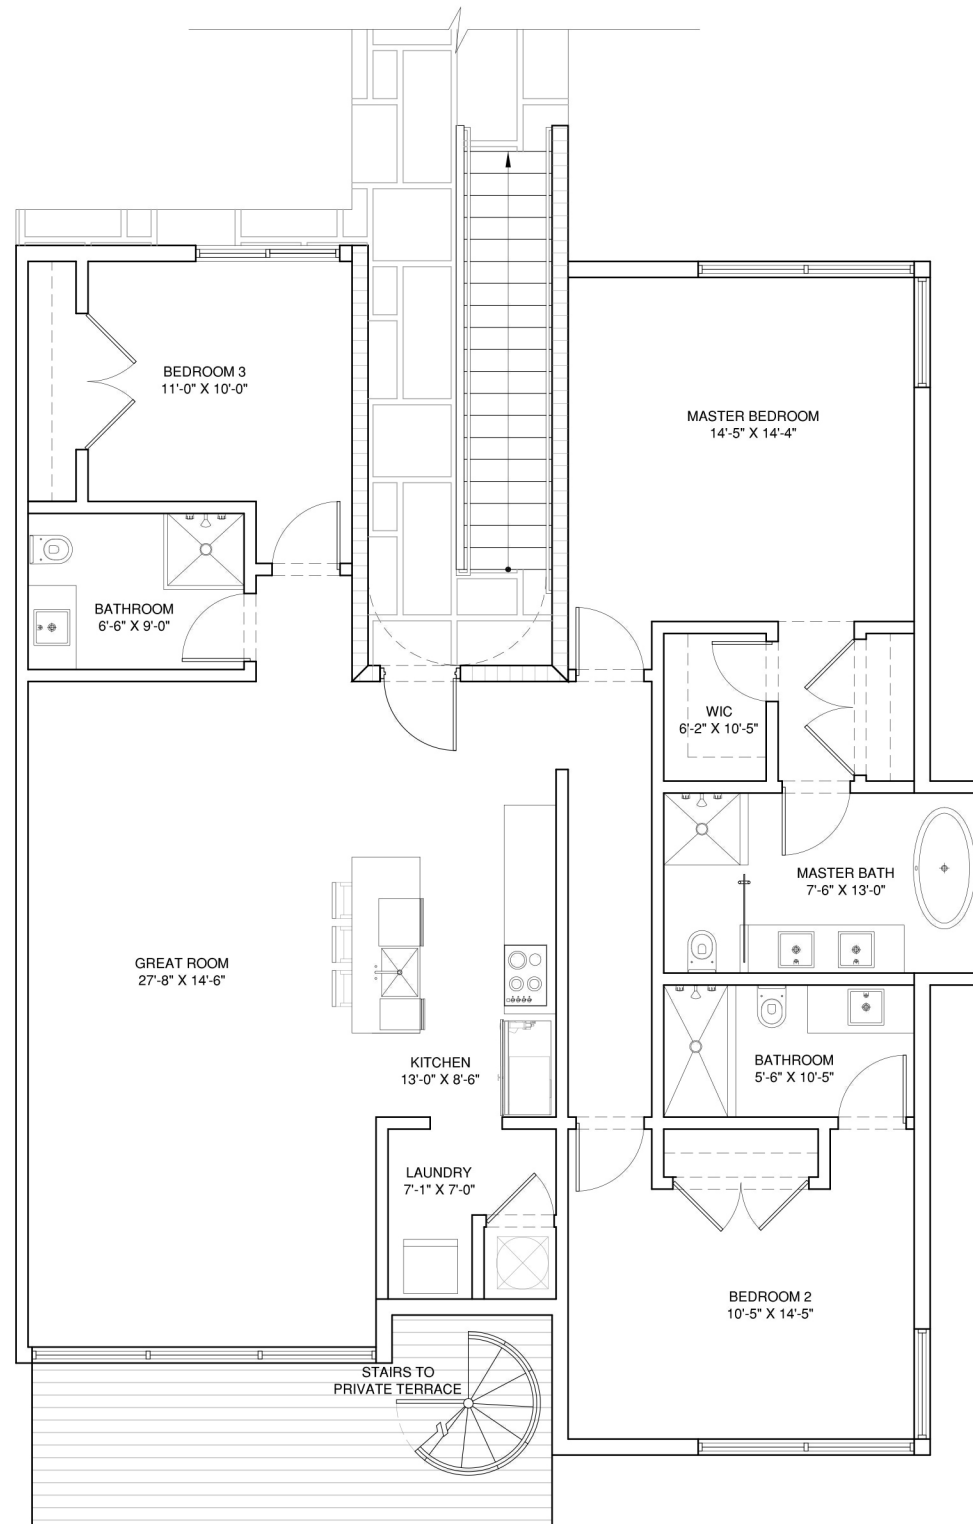 BEDROOM 3
11'-0" X 10'-0"
MASTER BEDROOM
14'-5" X 14'-4"
BATHROOM
6'-6" X 9'-0"
WIC
6'-2" X 10'-5"
MASTER BATH
7'-6" X 13'-0"
GREAT ROOM
27'-8" X 14'-6"
KITCHEN
13'-0" X 8'-6"
BATHROOM
5'-6" X 10'-5"
LAUNDRY
7'-1" X 7'-0"
BEDROOM 2
10'-5" X 14'-5"
STAIRS TO
PRIVATE TERRACE